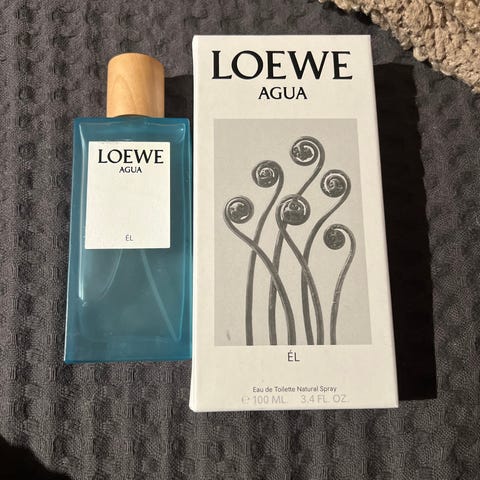 LOEWE
AGUA
ÉL
LOEWE
AGUA
ÉL
Eau de Toilette Natural Spray
℮ 100 ML. 3.4 FL. OZ.